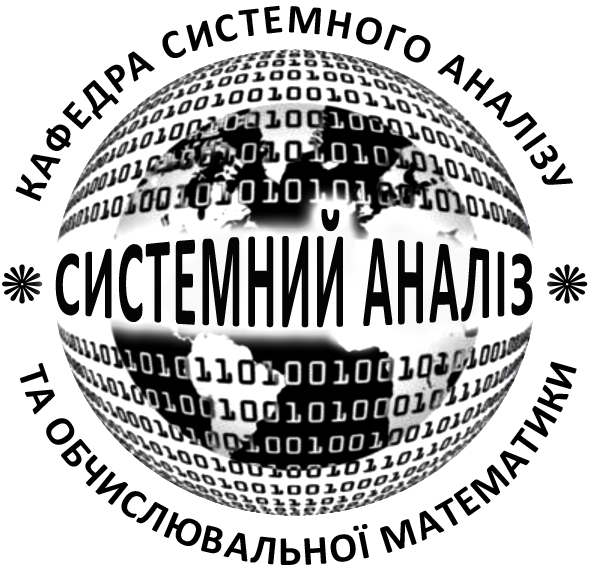 КАФЕДРА СИСТЕМНОГО АНАЛІЗУ
СИСТЕМНИЙ АНАЛІЗ
ТА ОБЧИСЛЮВАЛЬНОЇ МАТЕМАТИКИ